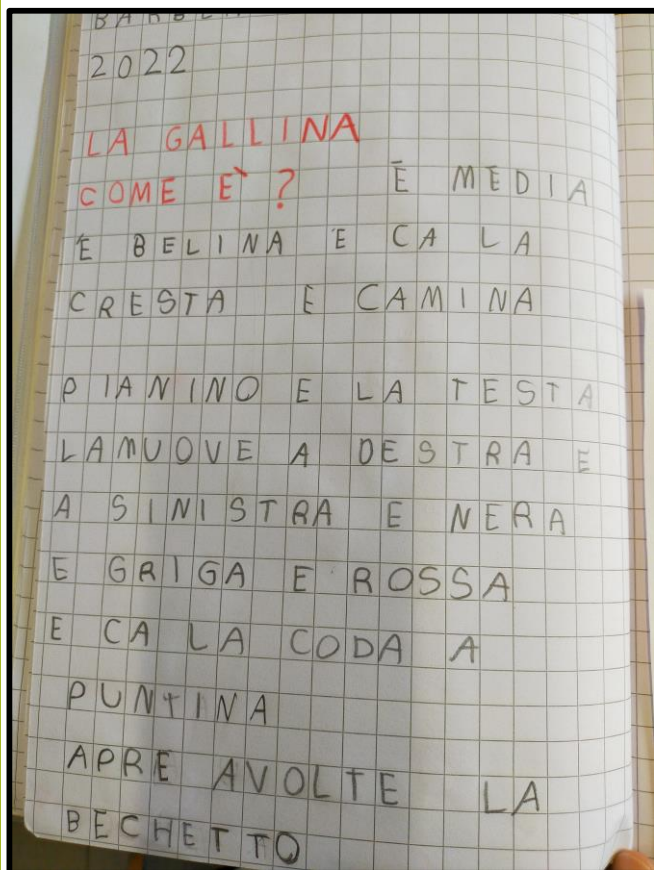 2022
LA GALLINA
COME È? È MEDIA
È BELINA E CA LA
CRESTA E CAMINA
PIANINO E LA TESTA
LAMUOVE A DESTRA E
A SINISTRA E NERA
E GRIGA E ROSSA
E CA LA CODA A
PUNTINA
APRE AVOLTE LA
BECHETTO